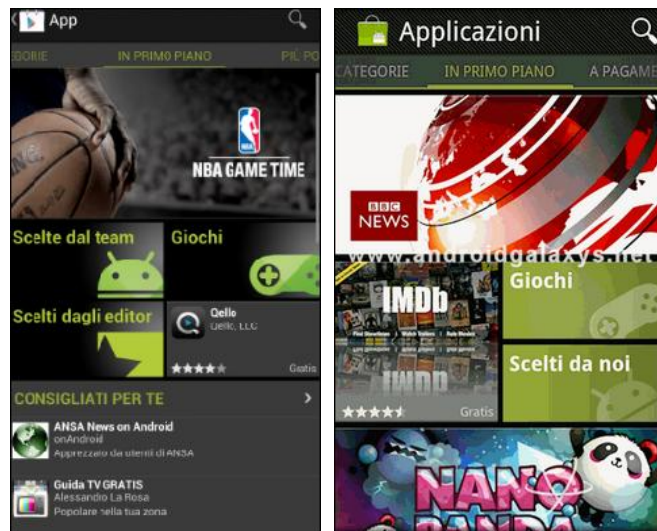 App
GORIE IN PRIMO PIANO PIÙ PO
NBA GAME TIME
Scelte dal team
Giochi
Scelti dagli editor
Qello
Qello, LLC
Gratis
CONSIGLIATI PER TE
ANSA News on Android
onAndroid
Apprezzato da utenti di ANSA
Guida TV GRATIS
Alessandro La Rosa
Popolare nella tua zona
Applicazioni
CATEGORIE IN PRIMO PIANO A PAGAME
BBC
NEWS
www.androidgalaxys.net
IMDb
Giochi
Scelti da noi
Gratis
NANO
PANDA